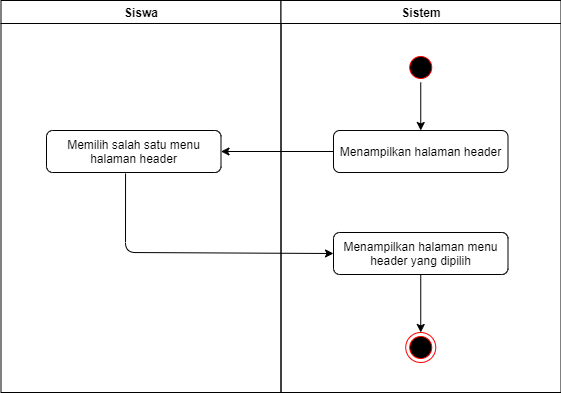 Siswa
Sistem
Memilih salah satu menu
halaman header
Menampilkan halaman header
Menampilkan halaman menu
header yang dipilih